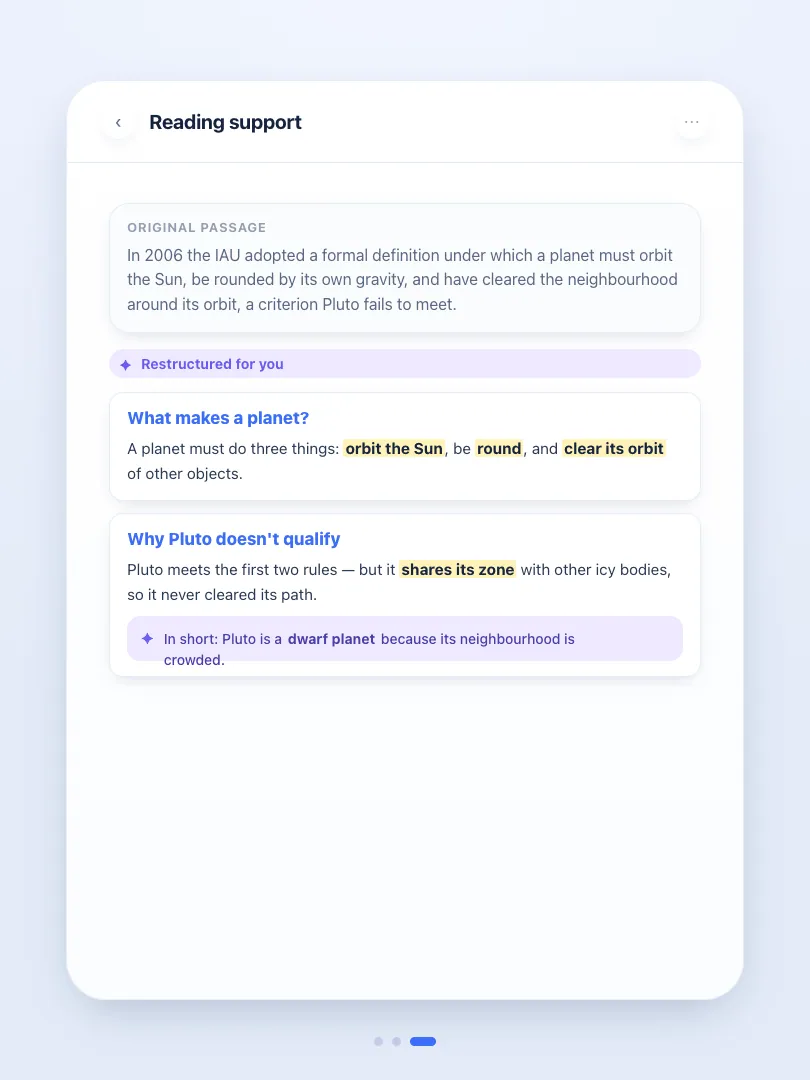 Reading support
ORIGINAL PASSAGE
In 2006 the IAU adopted a formal definition under which a planet must orbit
the Sun, be rounded by its own gravity, and have cleared the neighbourhood
around its orbit, a criterion Pluto fails to meet.
Restructured for you
What makes a planet?
A planet must do three things: orbit the Sun, be round, and clear its orbit
of other objects.
Why Pluto doesn't qualify
Pluto meets the first two rules — but it shares its zone with other icy bodies,
so it never cleared its path.
In short: Pluto is a dwarf planet because its neighbourhood is
crowded.